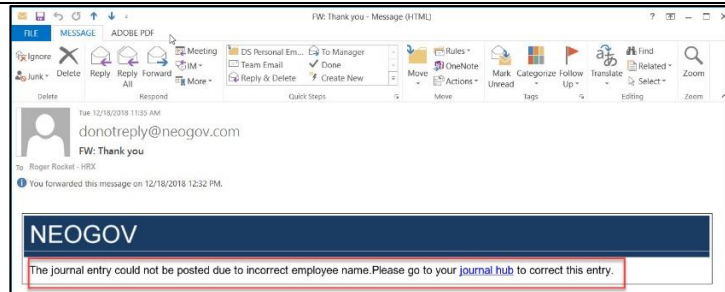 FW: Thank you - Message (HTML)
FILE MESSAGE ADOBE PDF
Ignore
Junk
Delete
Reply
Reply All
Forward
Meeting
IM
More
DS Personal Em...
Team Email
Reply & Delete
To Manager
Done
Create New
Move
Rules
OneNote
Actions
Mark Unread
Categorize
Follow Up
Translate
Find
Related
Select
Zoom
Delete Respond Quick Steps Move Tags Editing Zoom
Tue 12/18/2018 11:35 AM
donotreply@neogov.com
FW: Thank you
To Roger Rocket - HRX
You forwarded this message on 12/18/2018 12:32 PM.
NEOGOV
The journal entry could not be posted due to incorrect employee name.Please go to your journal hub to correct this entry.